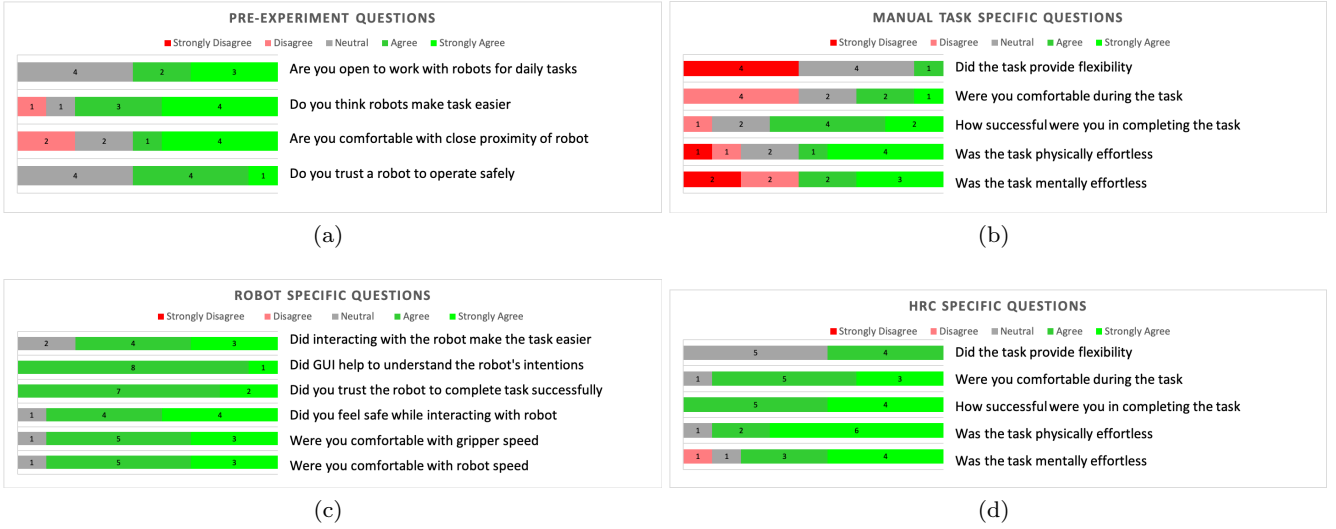 PRE-EXPERIMENT QUESTIONS
Strongly Disagree Disagree Neutral Agree Strongly Agree
4 2 3 Are you open to work with robots for daily tasks
1 1 3 4 Do you think robots make task easier
2 2 1 4 Are you comfortable with close proximity of robot
4 4 1 Do you trust a robot to operate safely
(a)
MANUAL TASK SPECIFIC QUESTIONS
Strongly Disagree Disagree Neutral Agree Strongly Agree
4 4 1 Did the task provide flexibility
4 2 2 1 Were you comfortable during the task
1 2 4 2 How successful were you in completing the task
1 1 2 1 4 Was the task physically effortless
2 2 2 3 Was the task mentally effortless
(b)
ROBOT SPECIFIC QUESTIONS
Strongly Disagree Disagree Neutral Agree Strongly Agree
2 4 3 Did interacting with the robot make the task easier
8 1 Did GUI help to understand the robot's intentions
7 2 Did you trust the robot to complete task successfully
1 4 4 Did you feel safe while interacting with robot
1 5 3 Were you comfortable with gripper speed
1 5 3 Were you comfortable with robot speed
(c)
HRC SPECIFIC QUESTIONS
Strongly Disagree Disagree Neutral Agree Strongly Agree
5 4 Did the task provide flexibility
1 5 3 Were you comfortable during the task
5 4 How successful were you in completing the task
1 2 6 Was the task physically effortless
1 1 3 4 Was the task mentally effortless
(d)